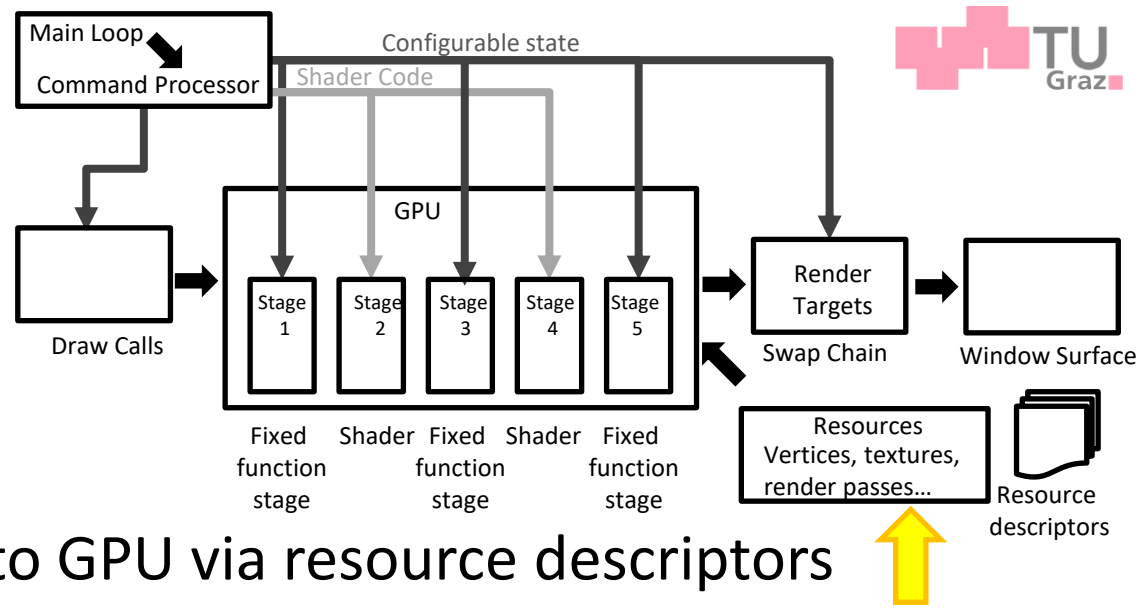 Main Loop
Command Processor
Configurable state
Shader Code
TU
Graz
GPU
Stage
1
Stage
2
Stage
3
Stage
4
Stage
5
Render
Targets
Draw Calls
Swap Chain
Window Surface
Fixed
function
stage
Shader
Fixed
function
stage
Shader
Fixed
function
stage
Resources
Vertices, textures,
render passes…
Resource
descriptors
to GPU via resource descriptors